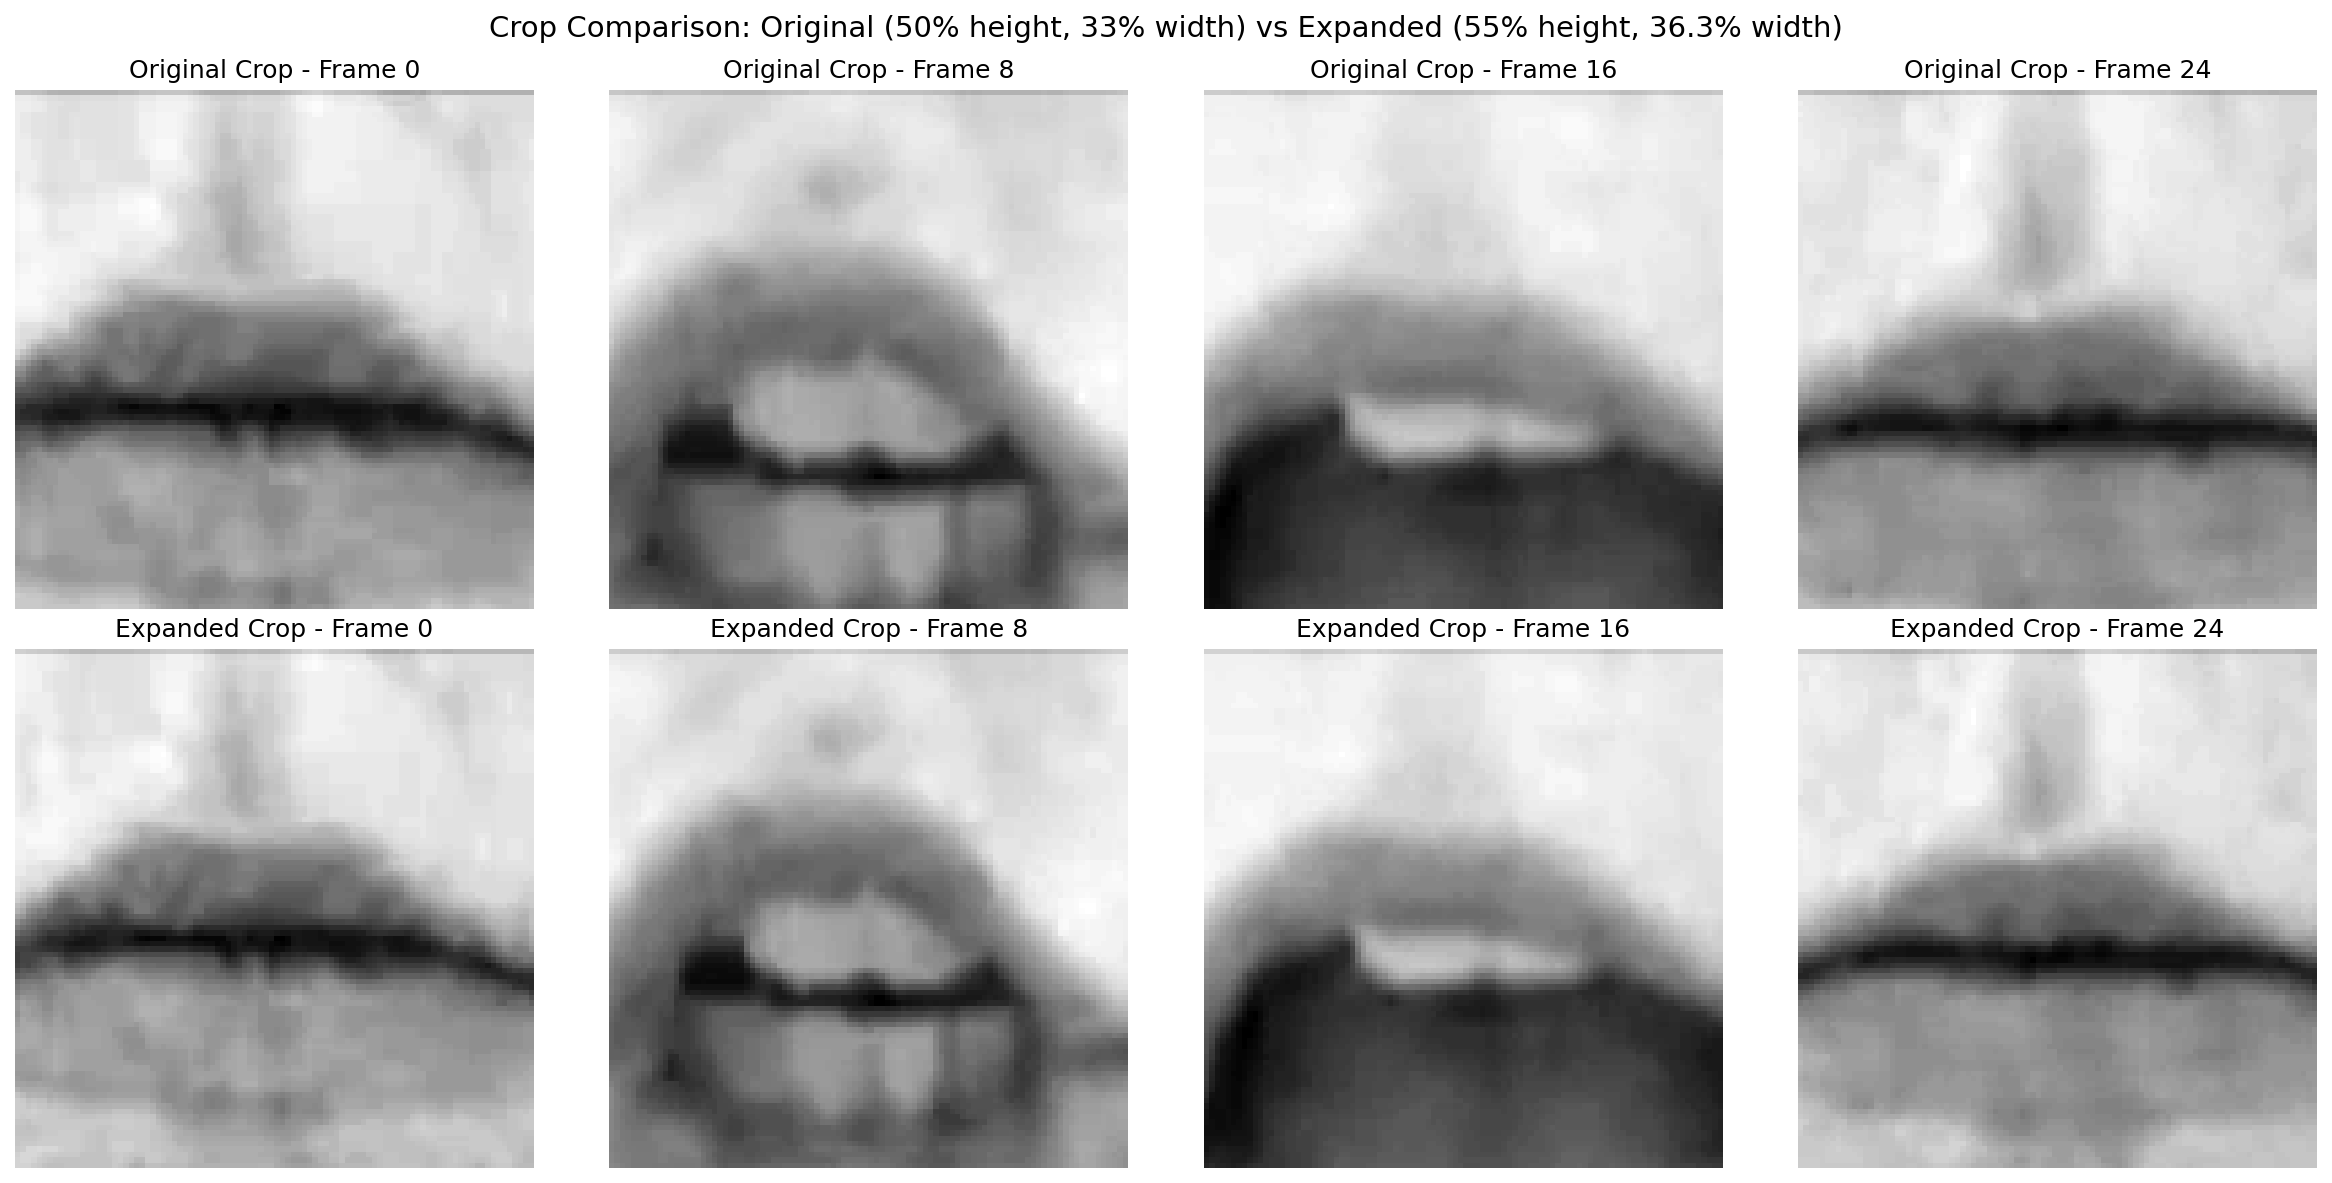 Crop Comparison: Original (50% height, 33% width) vs Expanded (55% height, 36.3% width)
Original Crop - Frame 0
Original Crop - Frame 8
Original Crop - Frame 16
Original Crop - Frame 24
Expanded Crop - Frame 0
Expanded Crop - Frame 8
Expanded Crop - Frame 16
Expanded Crop - Frame 24